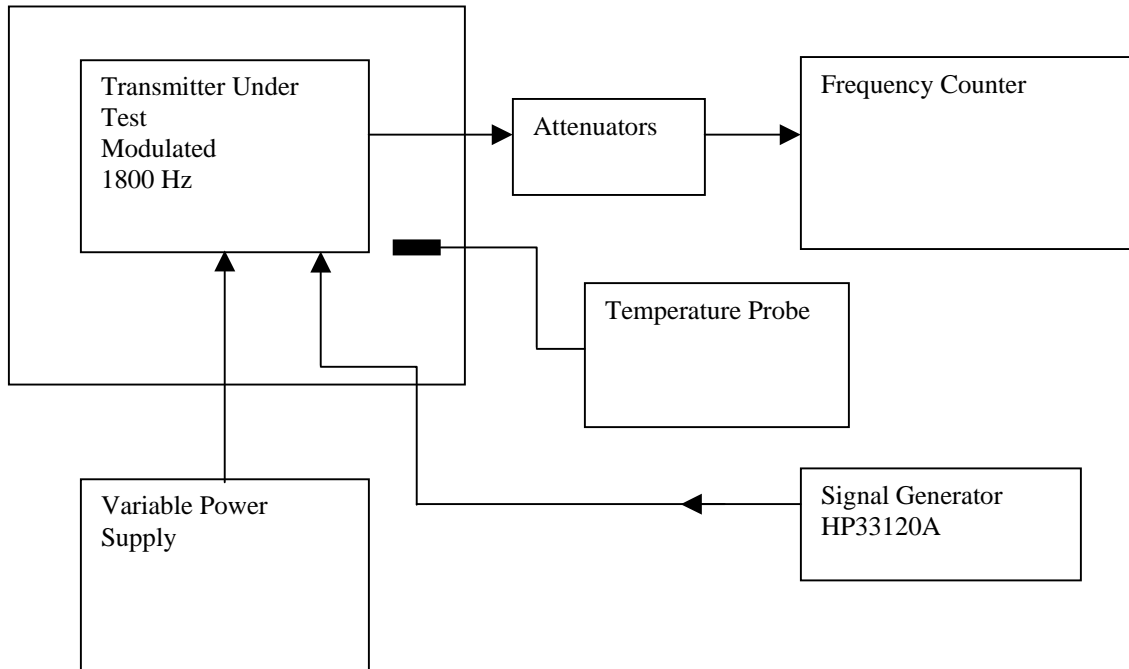 Transmitter Under
Test
Modulated
1800 Hz
Attenuators
Frequency Counter
Temperature Probe
Variable Power
Supply
Signal Generator
HP33120A